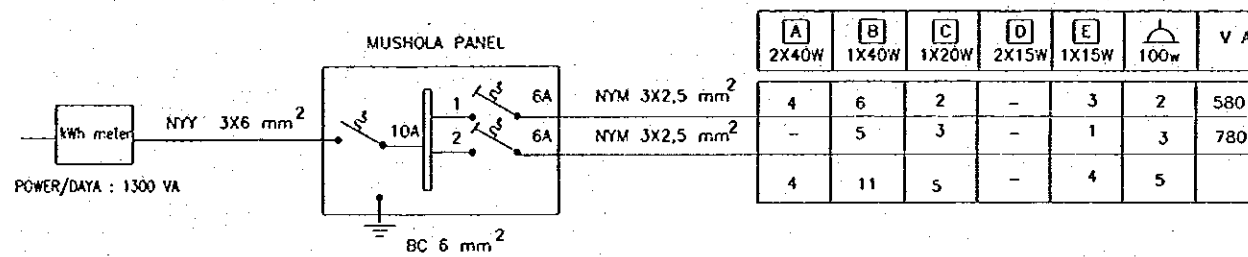 MUSHOLA PANEL
kWh meter
NYY 3X6 mm2
POWER/DAYA : 1300 VA
10A
1
6A
NYM 3X2,5 mm2
2
6A
NYM 3X2,5 mm2
BC 6 mm2
A B C D E V A
2X40W 1X40W 1X20W 2X15W 1X15W 100w
4 6 2 - 3 2 580
- 5 3 - 1 3 780
4 11 5 - 4 5